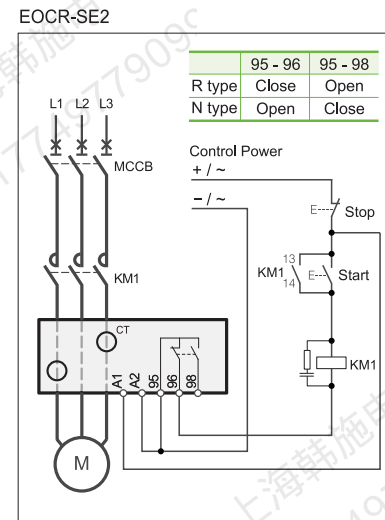 EOCR-SE2
95 - 96 95 - 98
R type Close Open
N type Open Close
L1 L2 L3
Control Power
+ / ~
MCCB
− / ~
E Stop
13
KM1 E Start
14
KM1
CT
KM1
A1 A2 95 96 98
M
上海韩施电